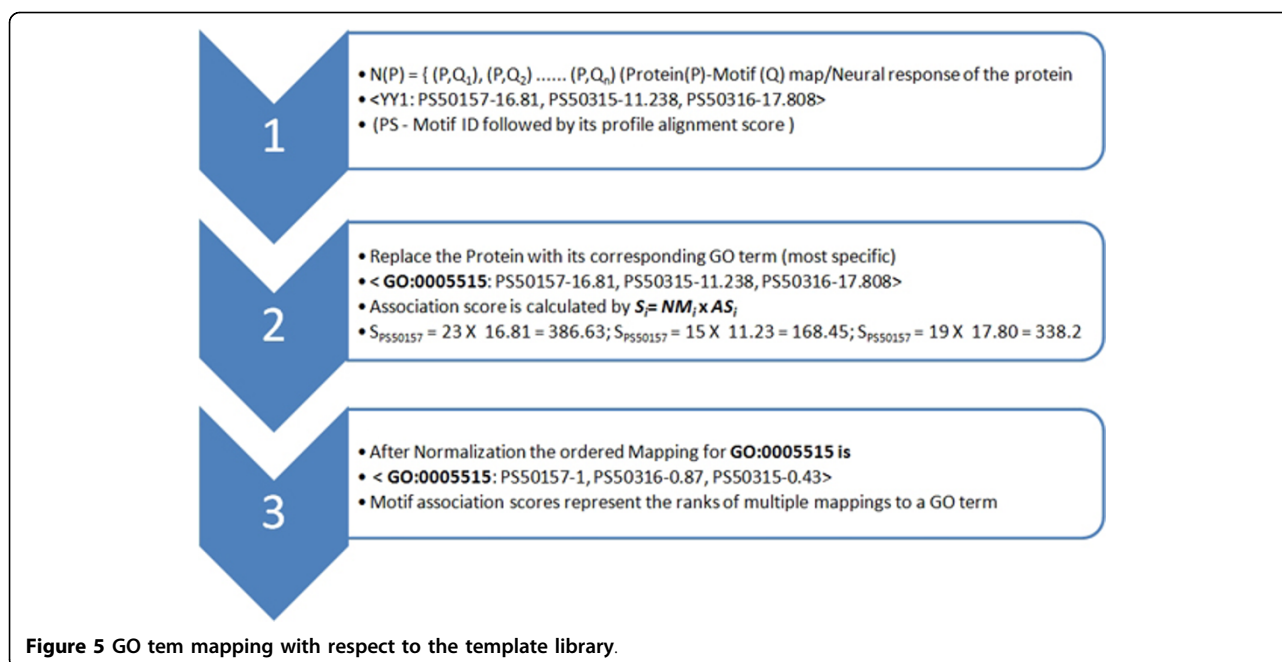 1
• N(P) = { (P,Q₁), (P,Q₂) ...... (P,Qₙ) (Protein(P)-Motif (Q) map/Neural response of the protein
• <YY1: PS50157-16.81, PS50315-11.238, PS50316-17.808>
• (PS - Motif ID followed by its profile alignment score )
2
• Replace the Protein with its corresponding GO term (most specific)
• < GO:0005515: PS50157-16.81, PS50315-11.238, PS50316-17.808>
• Association score is calculated by Sᵢ= NMᵢ x ASᵢ
• S_PS50157 = 23 X 16.81 = 386.63; S_PS50157 = 15 X 11.23 = 168.45; S_PS50157 = 19 X 17.80 = 338.2
3
• After Normalization the ordered Mapping for GO:0005515 is
• < GO:0005515: PS50157-1, PS50316-0.87, PS50315-0.43>
• Motif association scores represent the ranks of multiple mappings to a GO term
Figure 5 GO tem mapping with respect to the template library.